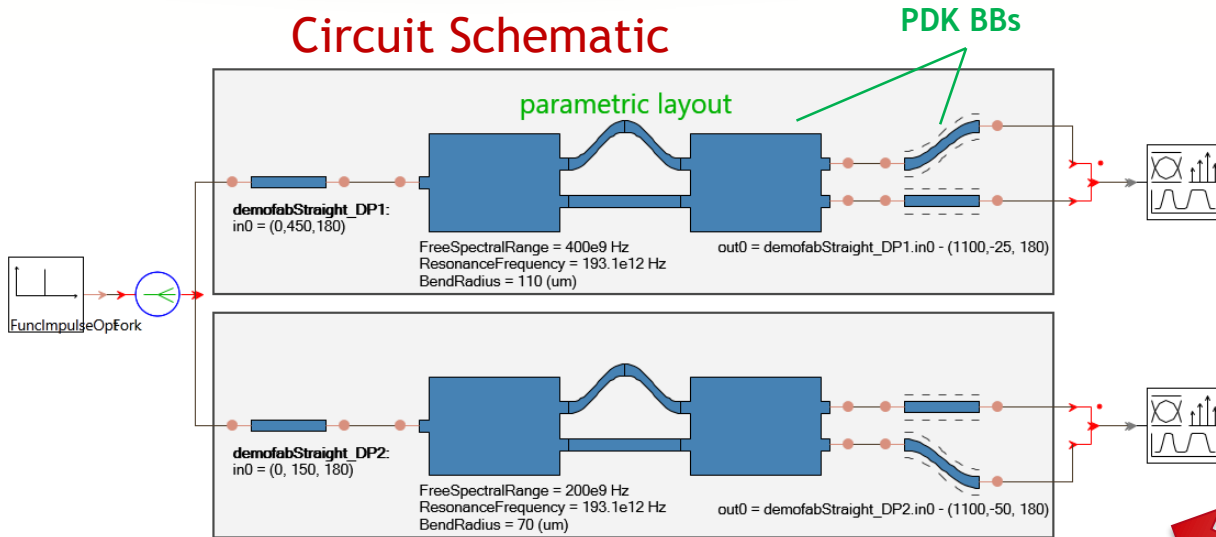 Circuit Schematic
PDK BBs
parametric layout
demofabStraight_DP1:
in0 = (0,450,180)
FreeSpectralRange = 400e9 Hz
ResonanceFrequency = 193.1e12 Hz
BendRadius = 110 (um)
out0 = demofabStraight_DP1.in0 - (1100,-25, 180)
FuncImpulseOpt
Fork
demofabStraight_DP2:
in0 = (0, 150, 180)
FreeSpectralRange = 200e9 Hz
ResonanceFrequency = 193.1e12 Hz
BendRadius = 70 (um)
out0 = demofabStraight_DP2.in0 - (1100,-50, 180)